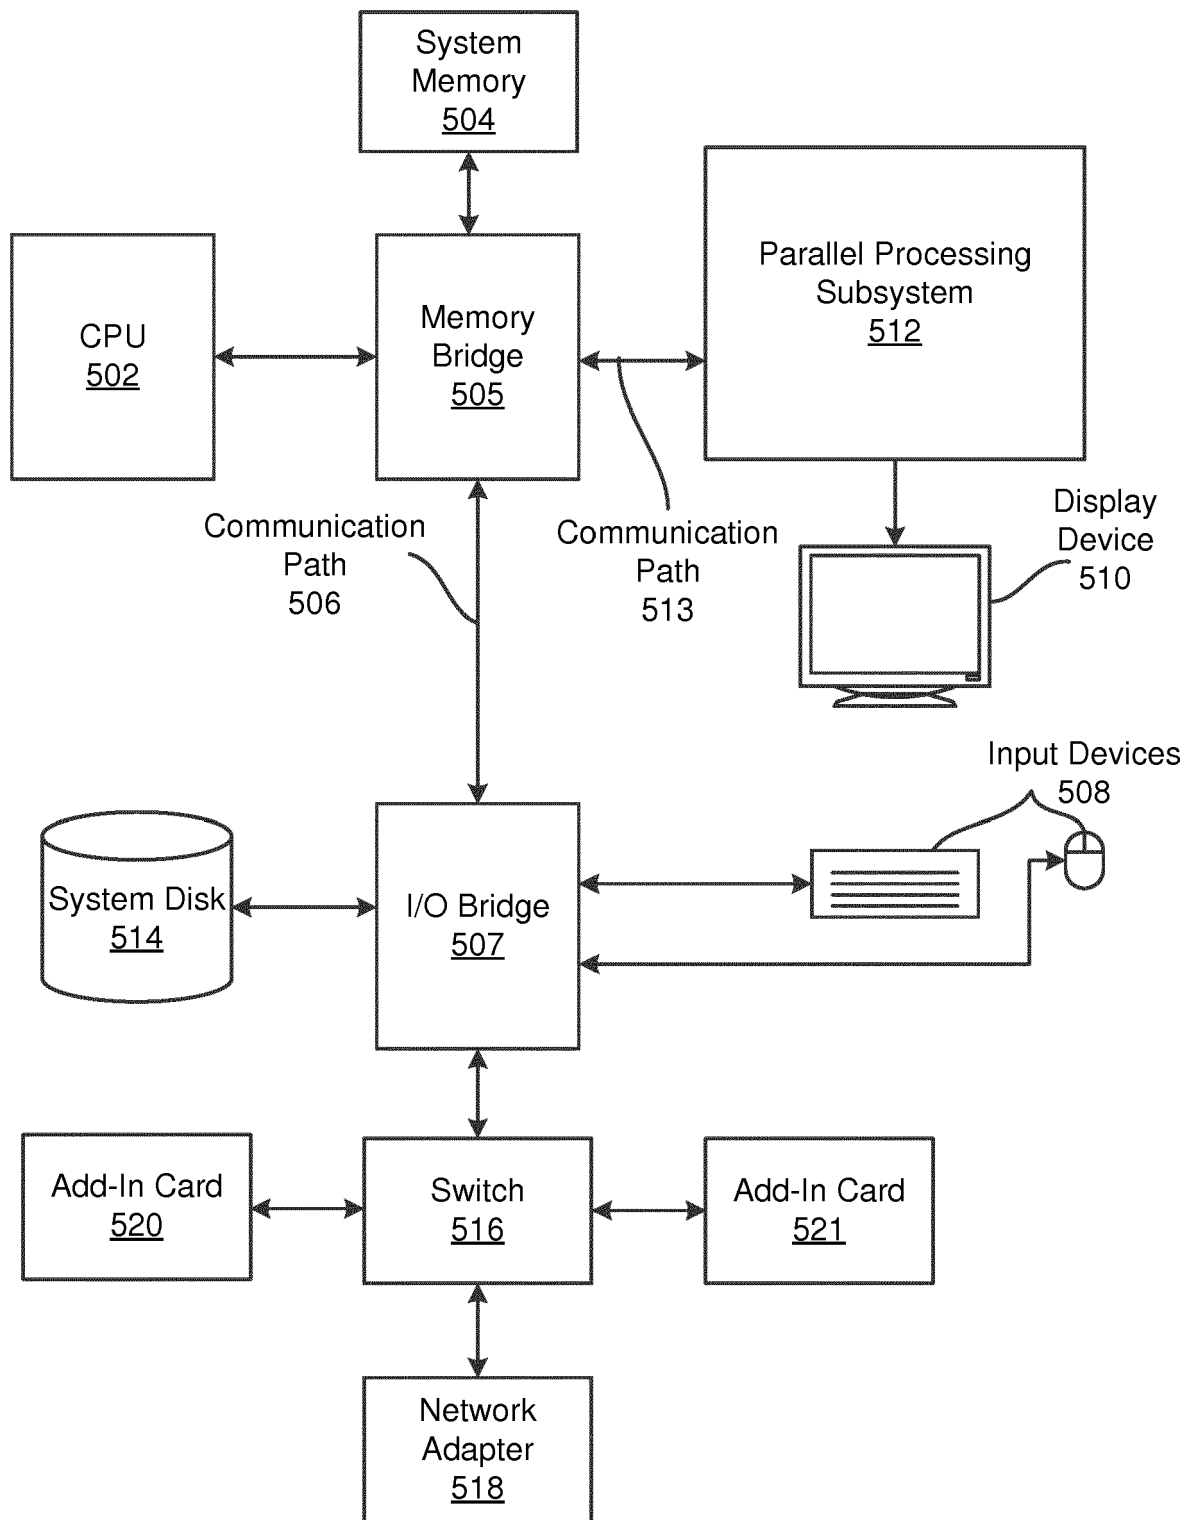 System
Memory
504
Parallel Processing
Subsystem
512
CPU
502
Memory
Bridge
505
Communication
Path
506
Communication
Path
513
Display
Device
510
Input Devices
508
System Disk
514
I/O Bridge
507
Add-In Card
520
Switch
516
Add-In Card
521
Network
Adapter
518